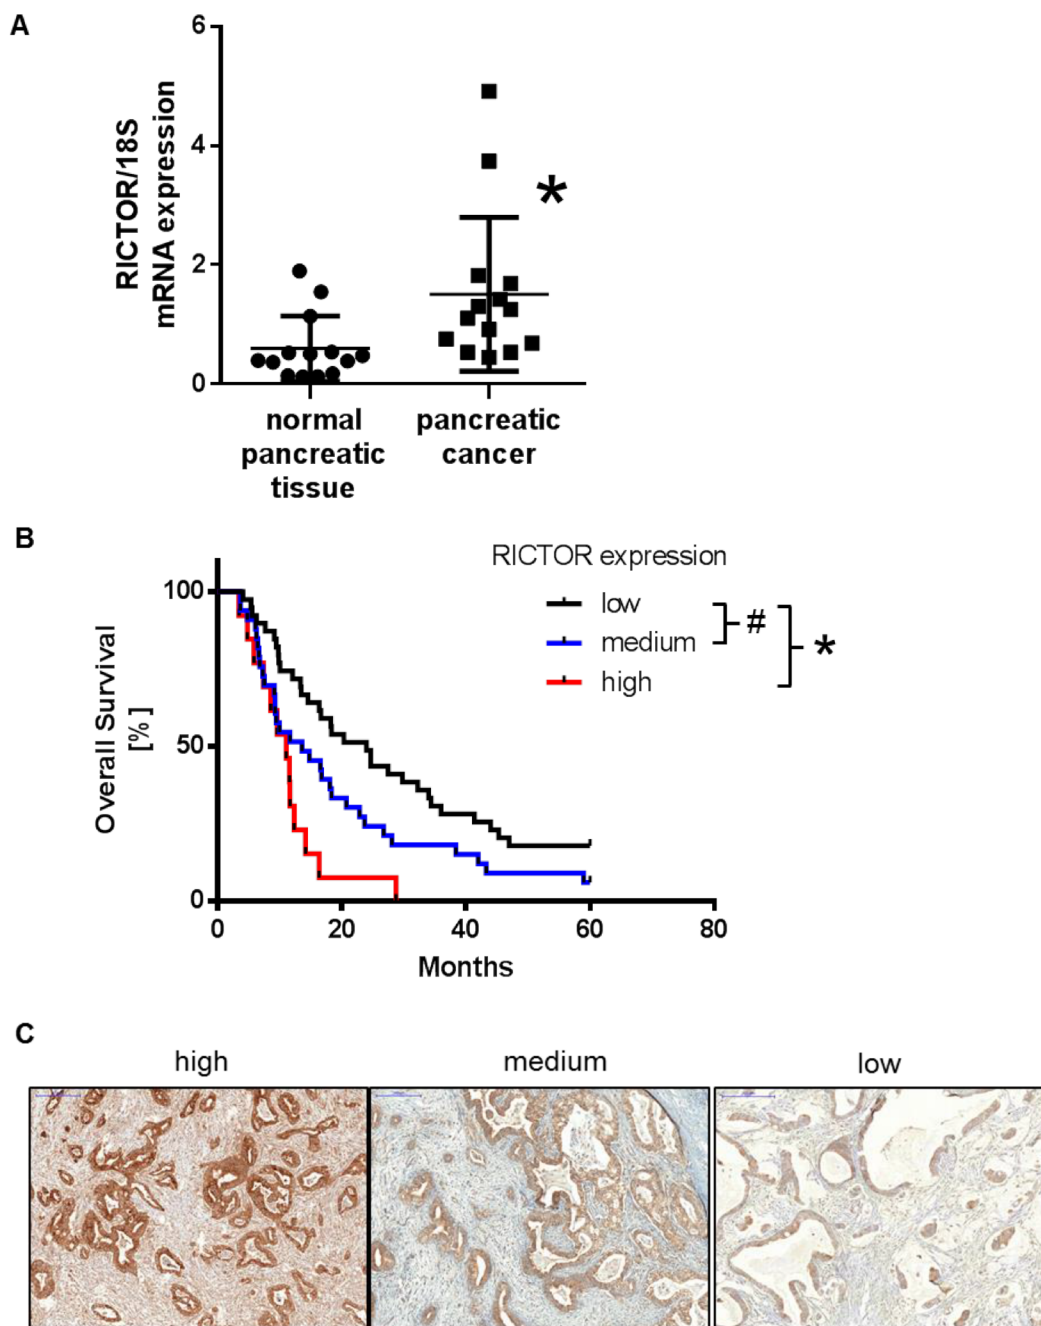 A
6
4
2
0
RICTOR/18S
mRNA expression
*
normal
pancreatic
tissue
pancreatic
cancer
B
RICTOR expression
low
medium
high
#
*
100
50
0
Overall Survival
[% ]
0 20 40 60 80
Months
C
high medium low